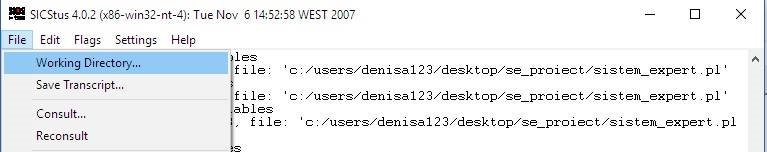 SICStus 4.0.2 (x86-win32-nt-4): Tue Nov 6 14:52:58 WEST 2007
File Edit Flags Settings Help
Working Directory...
Save Transcript...
Consult...
Reconsult
bles
file: 'c:/users/denisa123/desktop/se_proiect/sistem_expert.pl'
s
file: 'c:/users/denisa123/desktop/se_proiect/sistem_expert.pl'
ables
, file: 'c:/users/denisa123/desktop/se_proiect/sistem_expert.pl
es